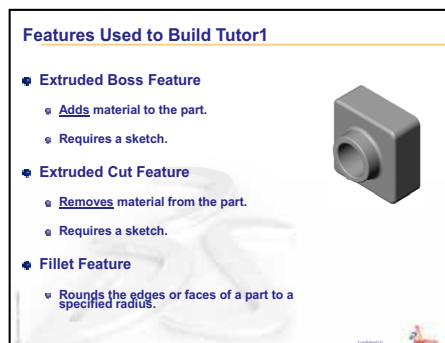 Features Used to Build Tutor1
Extruded Boss Feature
Adds material to the part.
Requires a sketch.
Extruded Cut Feature
Removes material from the part.
Requires a sketch.
Fillet Feature
Rounds the edges or faces of a part to a
specified radius.
Confidential